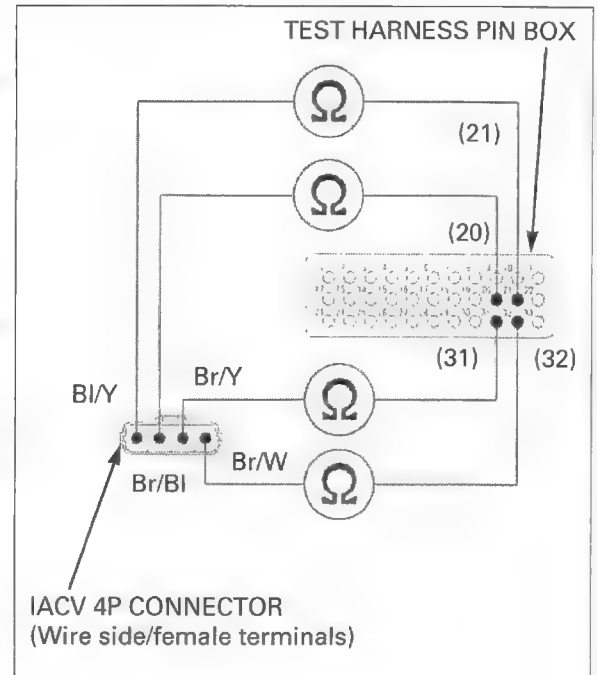 TEST HARNESS PIN BOX
Ω
(21)
Ω
(20)
(31)
(32)
Bl/Y
Br/Y
Ω
Br/Bl
Br/W
Ω
IACV 4P CONNECTOR
(Wire side/female terminals)